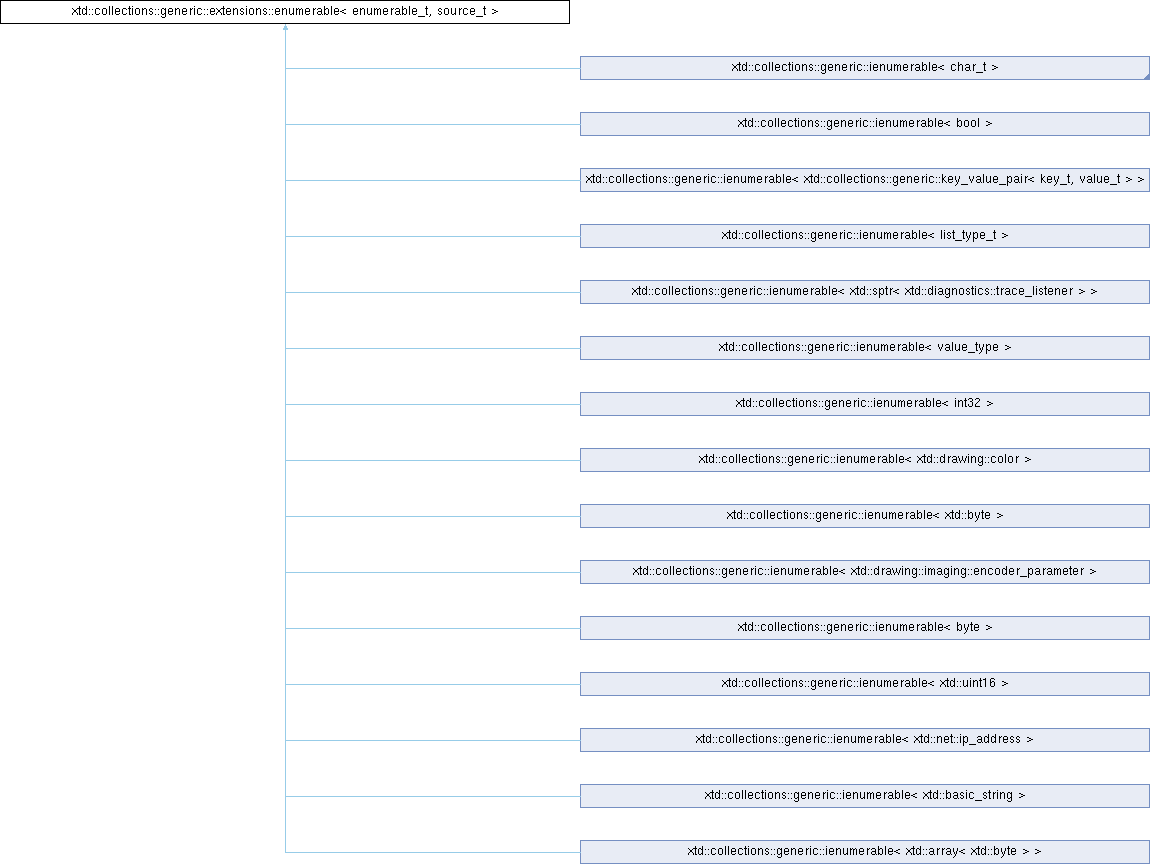 xtd::collections::generic::extensions::enumerable< enumerable_t, source_t >
xtd::collections::generic::ienumerable< char_t >
xtd::collections::generic::ienumerable< bool >
xtd::collections::generic::ienumerable< xtd::collections::generic::key_value_pair< key_t, value_t > >
xtd::collections::generic::ienumerable< list_type_t >
xtd::collections::generic::ienumerable< xtd::sptr< xtd::diagnostics::trace_listener > >
xtd::collections::generic::ienumerable< value_type >
xtd::collections::generic::ienumerable< int32 >
xtd::collections::generic::ienumerable< xtd::drawing::color >
xtd::collections::generic::ienumerable< xtd::byte >
xtd::collections::generic::ienumerable< xtd::drawing::imaging::encoder_parameter >
xtd::collections::generic::ienumerable< byte >
xtd::collections::generic::ienumerable< xtd::uint16 >
xtd::collections::generic::ienumerable< xtd::net::ip_address >
xtd::collections::generic::ienumerable< xtd::basic_string >
xtd::collections::generic::ienumerable< xtd::array< xtd::byte > >